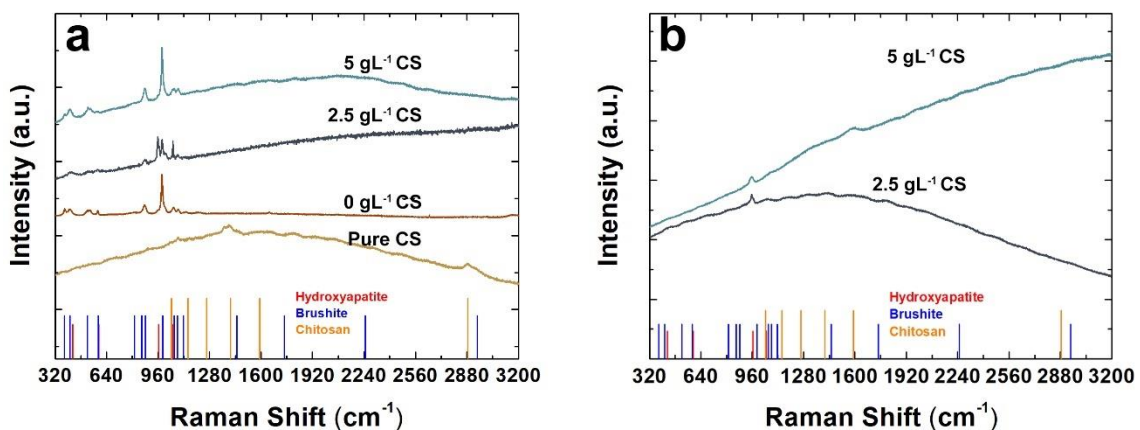 a
5 gL⁻¹ CS
2.5 gL⁻¹ CS
0 gL⁻¹ CS
Pure CS
Hydroxyapatite
Brushite
Chitosan
Intensity (a.u.)
320 640 960 1280 1600 1920 2240 2560 2880 3200
Raman Shift (cm⁻¹)
b
5 gL⁻¹ CS
2.5 gL⁻¹ CS
Hydroxyapatite
Brushite
Chitosan
Intensity (a.u.)
320 640 960 1280 1600 1920 2240 2560 2880 3200
Raman Shift (cm⁻¹)